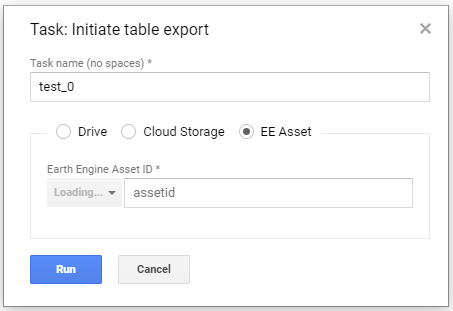 Task: Initiate table export
Task name (no spaces) *
test_0
Drive Cloud Storage EE Asset
Earth Engine Asset ID *
Loading... assetid
Run Cancel